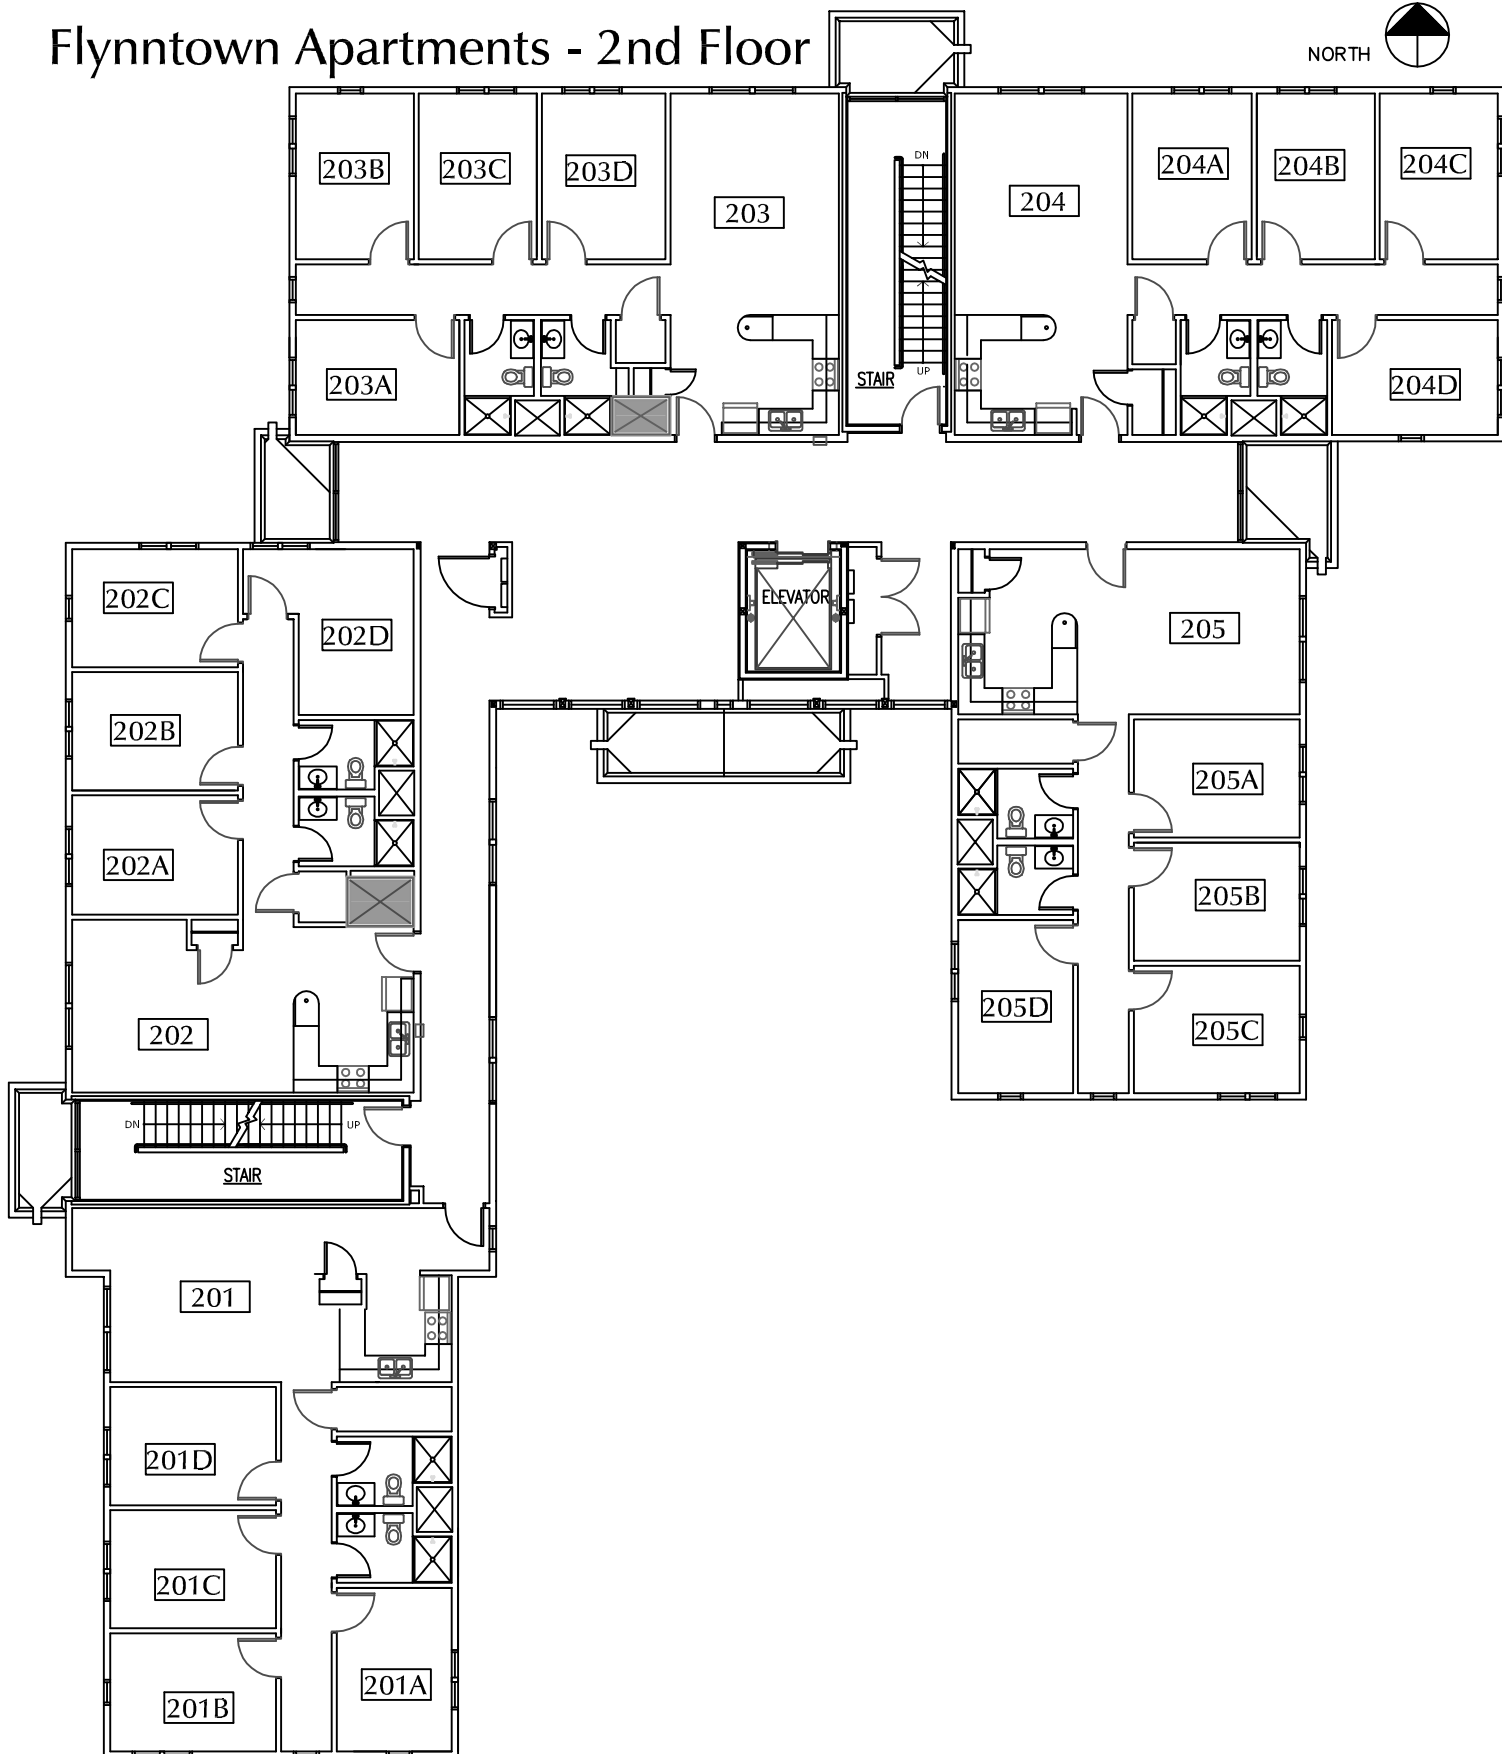 Flynntown Apartments - 2nd Floor
NORTH
203B
203C
203D
203
DN
204
204A
204B
204C
203A
STAIR
UP
204D
202C
202D
ELEVATOR
205
202B
205A
202A
205B
202
205D
205C
DN
UP
STAIR
201
201D
201C
201B
201A